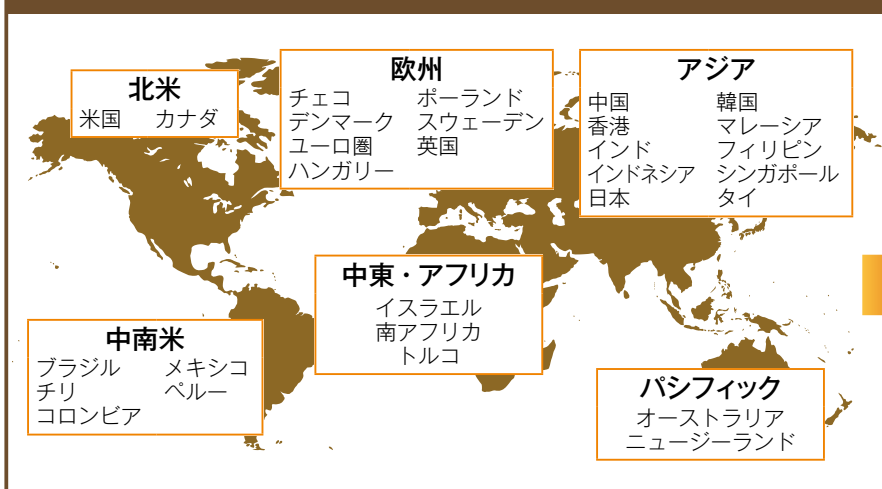 北米
米国 カナダ
欧州
チェコ ポーランド
デンマーク スウェーデン
ユーロ圏 英国
ハンガリー
アジア
中国 韓国
香港 マレーシア
インド フィリピン
インドネシア シンガポール
日本 タイ
中東・アフリカ
イスラエル
南アフリカ
トルコ
中南米
ブラジル メキシコ
チリ ペルー
コロンビア
パシフィック
オーストラリア
ニュージーランド